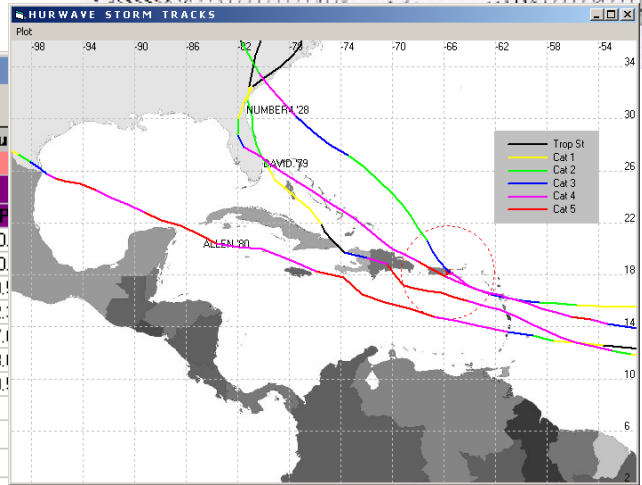 HURWAVE STORM TRACKS
Plot
-98 -94 -90 -86 -82 -78 -74 -70 -66 -62 -58 -54
34
NUMBER4 '28
30
Trop St
Cat 1
Cat 2
Cat 3
Cat 4
Cat 5
DAVID '79
26
22
ALLEN '80
18
14
10
6
2